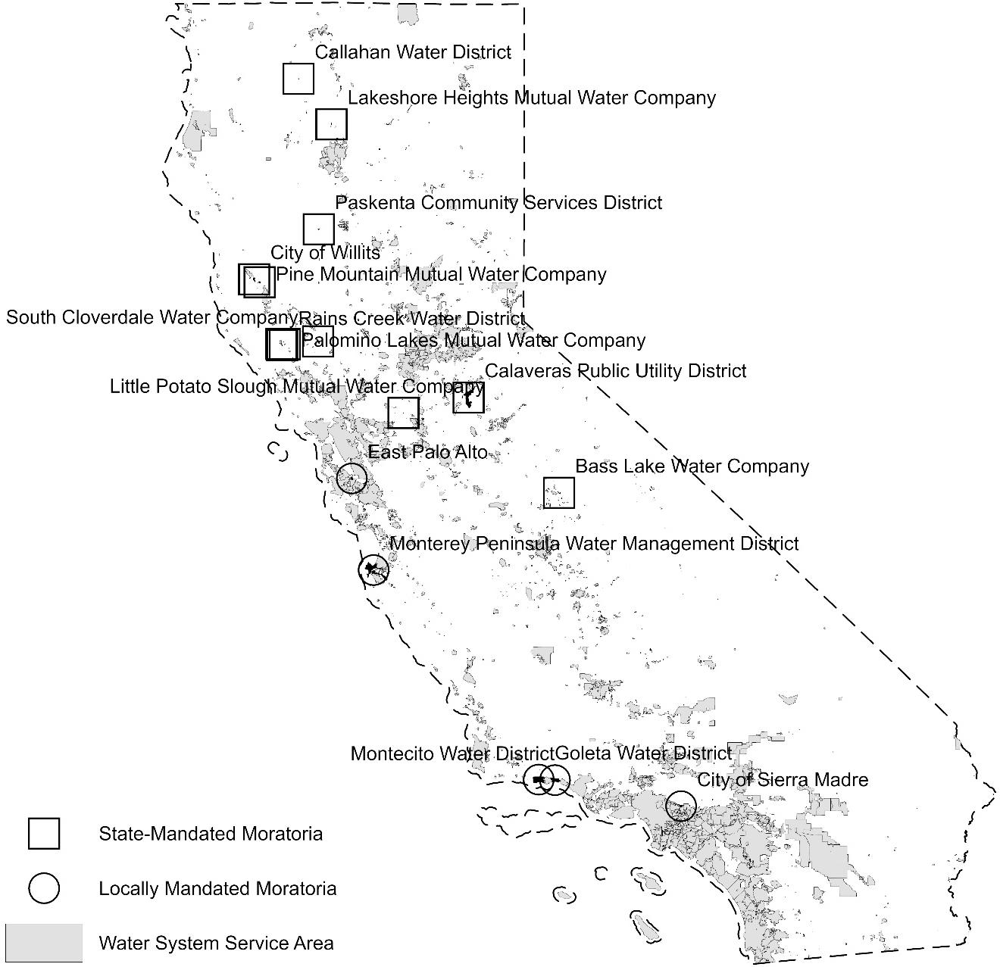 Callahan Water District
Lakeshore Heights Mutual Water Company
Paskenta Community Services District
City of Willits
Pine Mountain Mutual Water Company
South Cloverdale Water Company
Rains Creek Water District
Palomino Lakes Mutual Water Company
Calaveras Public Utility District
Little Potato Slough Mutual Water Company
East Palo Alto
Bass Lake Water Company
Monterey Peninsula Water Management District
Montecito Water District
Goleta Water District
City of Sierra Madre
State-Mandated Moratoria
Locally Mandated Moratoria
Water System Service Area